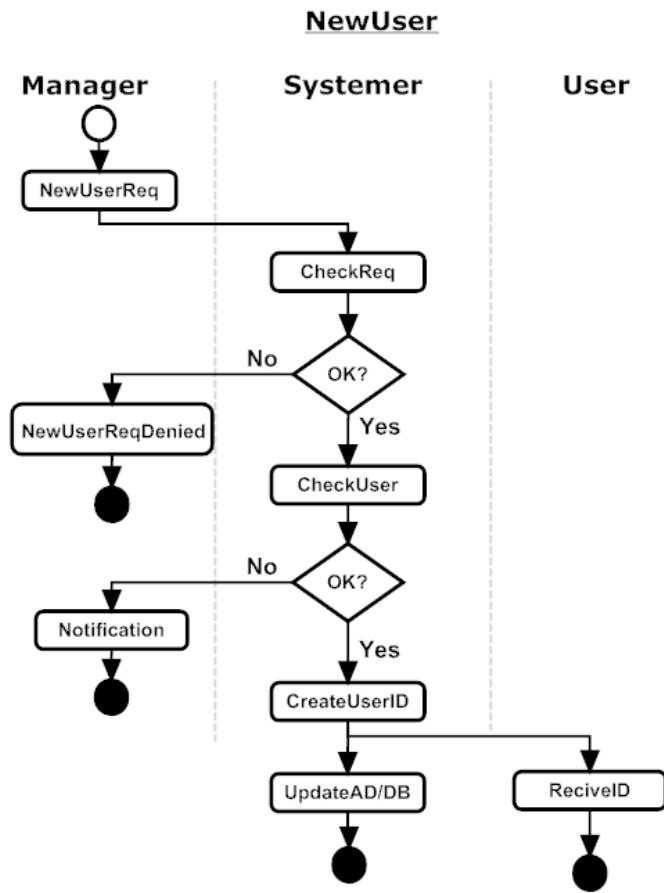 NewUser
Manager
Systemer
User
NewUserReq
CheckReq
No
OK?
NewUserReqDenied
Yes
CheckUser
No
OK?
Notification
Yes
CreateUserID
UpdateAD/DB
ReciveID